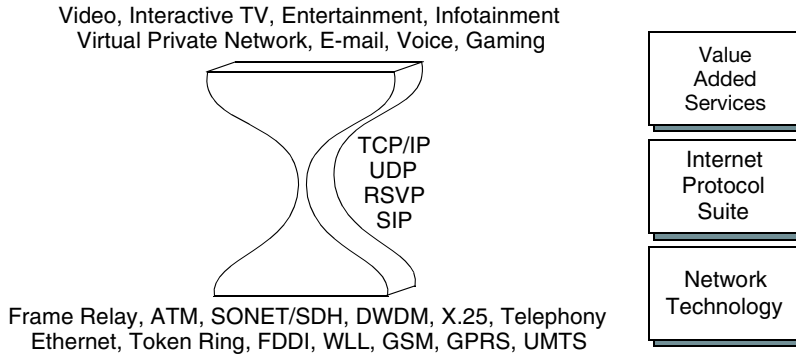 Video, Interactive TV, Entertainment, Infotainment
Virtual Private Network, E-mail, Voice, Gaming
TCP/IP
UDP
RSVP
SIP
Frame Relay, ATM, SONET/SDH, DWDM, X.25, Telephony
Ethernet, Token Ring, FDDI, WLL, GSM, GPRS, UMTS
Value
Added
Services
Internet
Protocol
Suite
Network
Technology